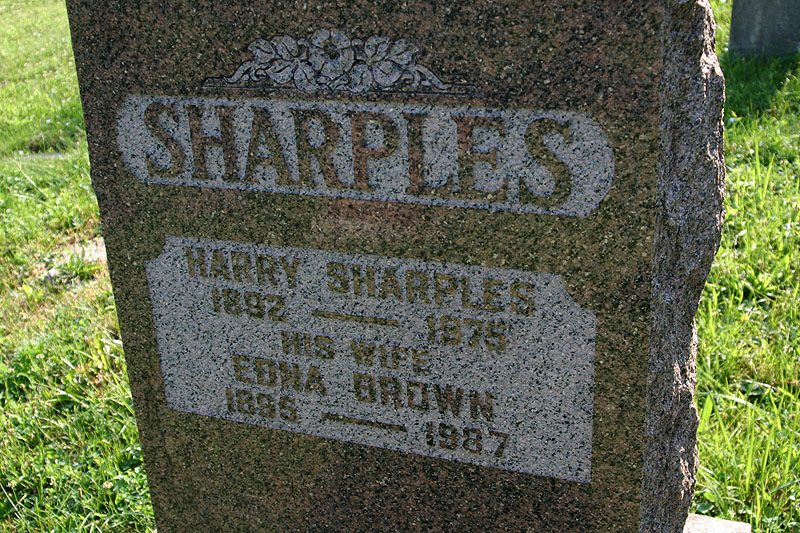 SHARPLES
HARRY SHARPLES
1892 — 1975
HIS WIFE
EDNA BROWN
1895 — 1987